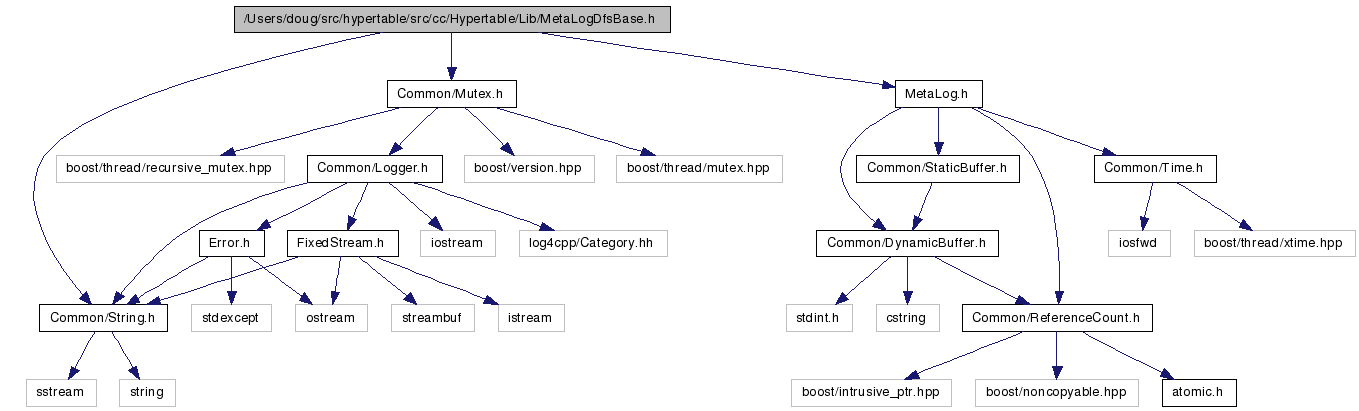 /Users/doug/src/hypertable/src/cc/Hypertable/Lib/MetaLogDfsBase.h
Common/Mutex.h
MetaLog.h
boost/thread/recursive_mutex.hpp
Common/Logger.h
boost/version.hpp
boost/thread/mutex.hpp
Common/StaticBuffer.h
Common/Time.h
Error.h
FixedStream.h
iostream
log4cpp/Category.hh
Common/DynamicBuffer.h
iosfwd
boost/thread/xtime.hpp
Common/String.h
stdexcept
ostream
streambuf
istream
stdint.h
cstring
Common/ReferenceCount.h
sstream
string
boost/intrusive_ptr.hpp
boost/noncopyable.hpp
atomic.h